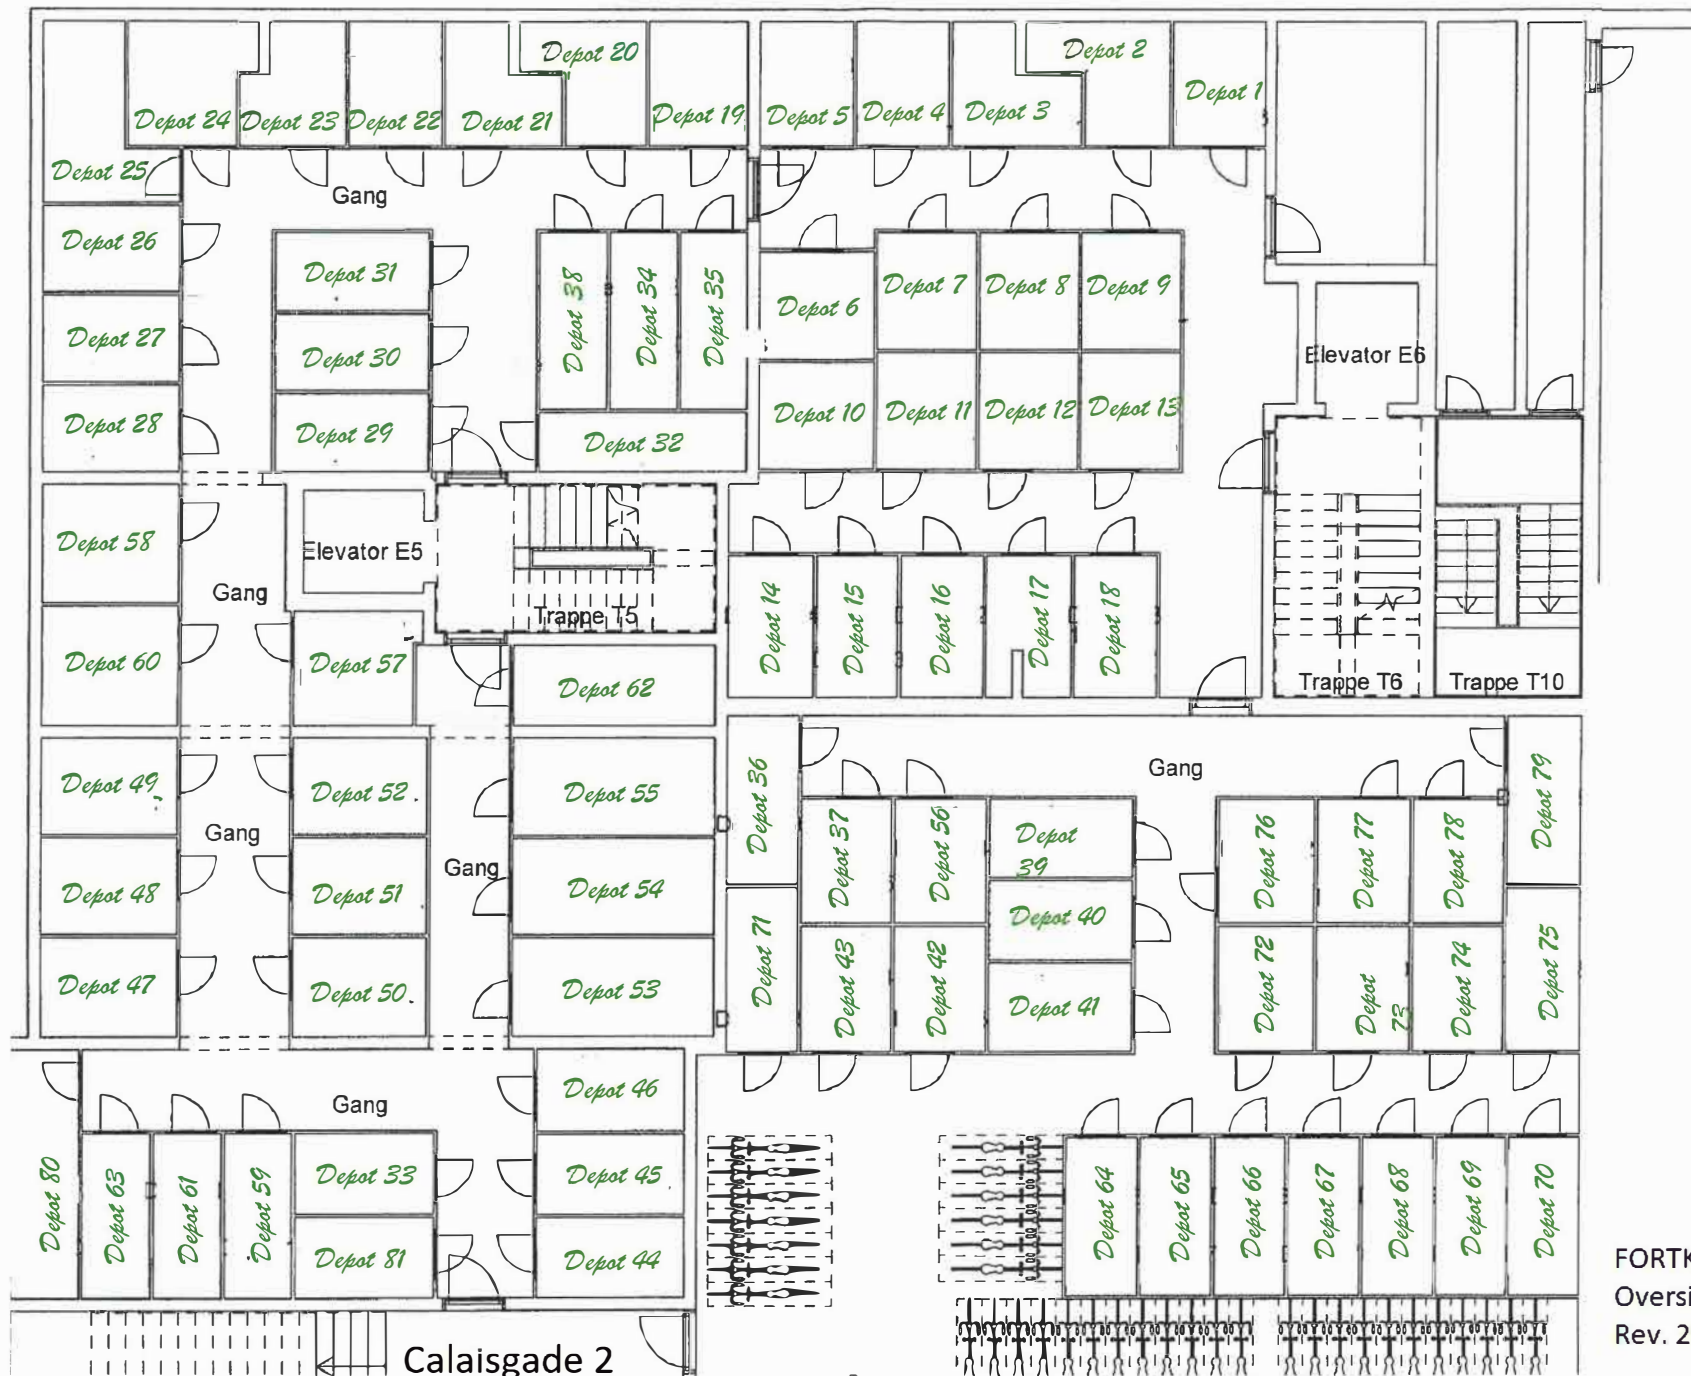 Depot 20
Depot 2
Depot 1
Depot 24
Depot 23
Depot 22
Depot 21
Depot 19
Depot 5
Depot 4
Depot 3
Depot 25
Gang
Depot 26
Depot 31
Depot 38
Depot 34
Depot 35
Depot 6
Depot 7
Depot 8
Depot 9
Depot 27
Depot 30
Elevator E6
Depot 28
Depot 29
Depot 32
Depot 10
Depot 11
Depot 12
Depot 13
Depot 58
Elevator E5
Gang
Trappe T5
Depot 14
Depot 15
Depot 16
Depot 17
Depot 18
Depot 60
Depot 57
Depot 62
Trappe T6
Trappe T10
Depot 49
Depot 52
Depot 55
Depot 36
Gang
Depot 79
Gang
Gang
Depot 37
Depot 56
Depot
39
Depot 76
Depot 77
Depot 78
Depot 48
Depot 51
Depot 54
Depot 40
Depot 47
Depot 50
Depot 53
Depot 71
Depot 43
Depot 42
Depot 41
Depot 72
Depot
73
Depot 74
Depot 75
Gang
Depot 46
Depot 80
Depot 63
Depot 61
Depot 59
Depot 33
Depot 45
Depot 81
Depot 44
Depot 64
Depot 65
Depot 66
Depot 67
Depot 68
Depot 69
Depot 70
Calaisgade 2
FORTK
Oversi
Rev. 2